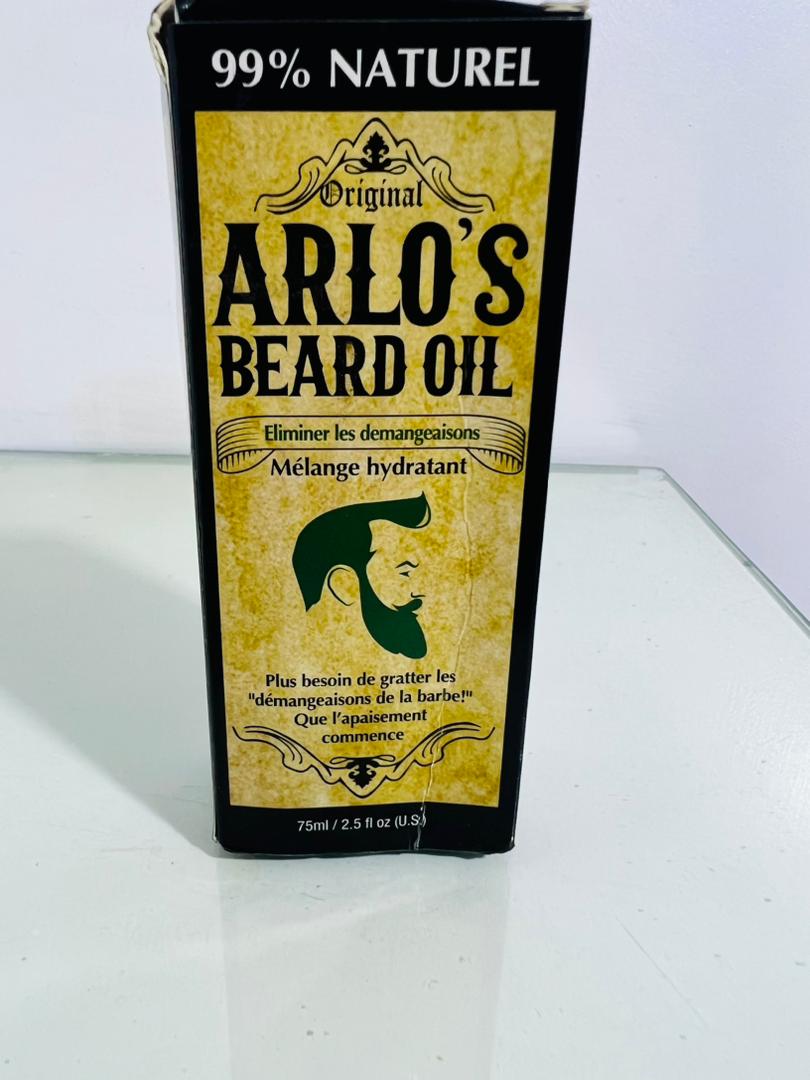 99% NATUREL
Original
ARLO'S
BEARD OIL
Eliminer les demangeaisons
Mélange hydratant
Plus besoin de gratter les
"démangeaisons de la barbe!"
Que l'apaisement
commence
75ml / 2.5 fl oz (U.S.)